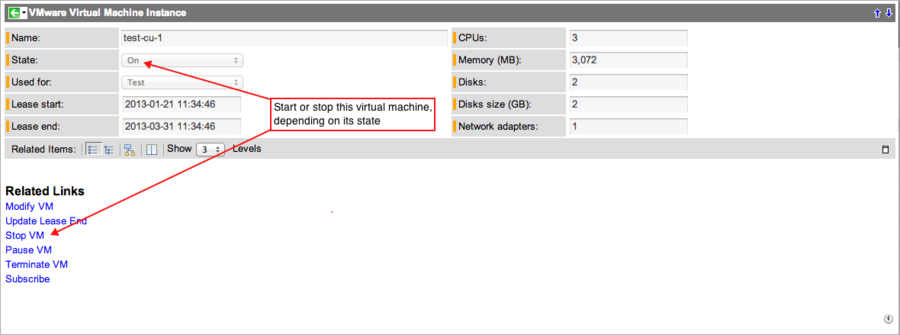 VMware Virtual Machine Instance
Name: test-cu-1 CPUs: 3
State: On Memory (MB): 3,072
Used for: Test Disks: 2
Lease start: 2013-01-21 11:34:46 Disks size (GB): 2
Lease end: 2013-03-31 11:34:46 Network adapters: 1
Start or stop this virtual machine,
depending on its state
Related Items: Show 3 Levels
Related Links
Modify VM
Update Lease End
Stop VM
Pause VM
Terminate VM
Subscribe